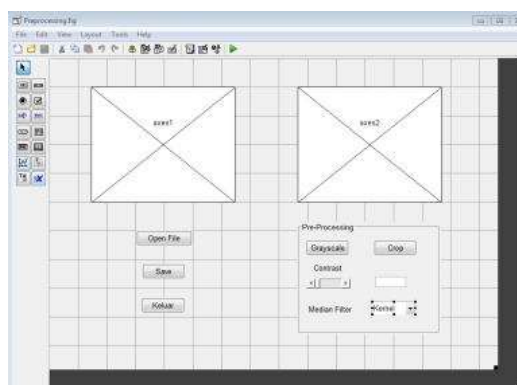 Preprocessing.fig
File Edit View Layout Tools Help
axes1
axes2
Open File
Save
Keluar
Pre-Processing
Grayscale
Crop
Contrast
Median Filter
Kernel